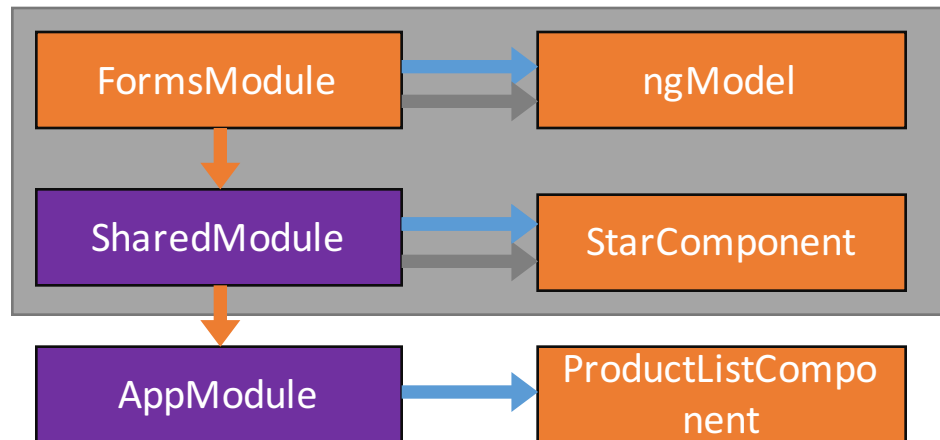 FormsModule
ngModel
SharedModule
StarComponent
AppModule
ProductListCompo
nent